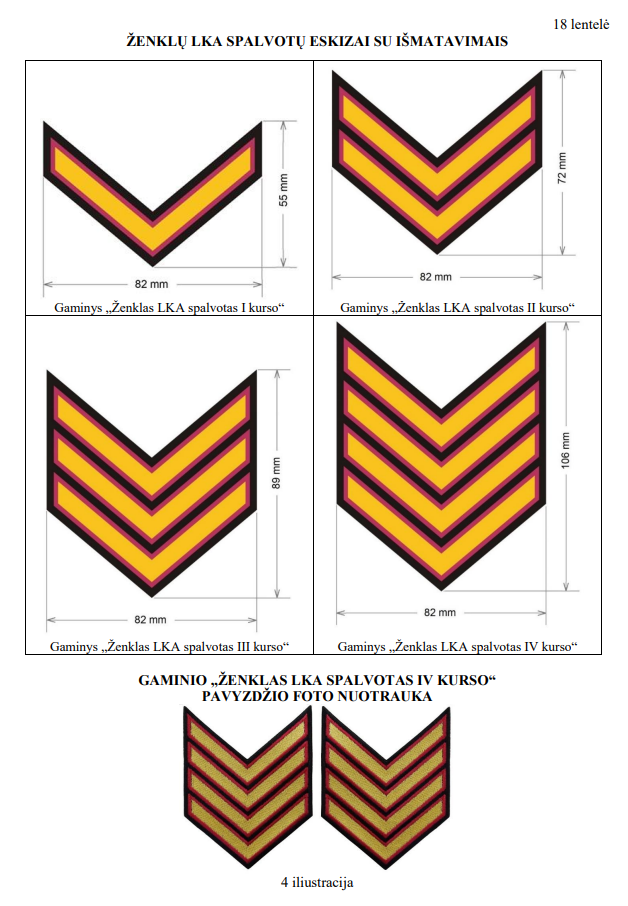 18 lentelė
ŽENKLŲ LKA SPALVOTŲ ESKIZAI SU IŠMATAVIMAIS
55 mm
82 mm
Gaminys „Ženklas LKA spalvotas I kurso“
72 mm
82 mm
Gaminys „Ženklas LKA spalvotas II kurso“
89 mm
82 mm
Gaminys „Ženklas LKA spalvotas III kurso“
106 mm
82 mm
Gaminys „Ženklas LKA spalvotas IV kurso“
GAMINIO „ŽENKLAS LKA SPALVOTAS IV KURSO“
PAVYZDŽIO FOTO NUOTRAUKA
4 iliustracija